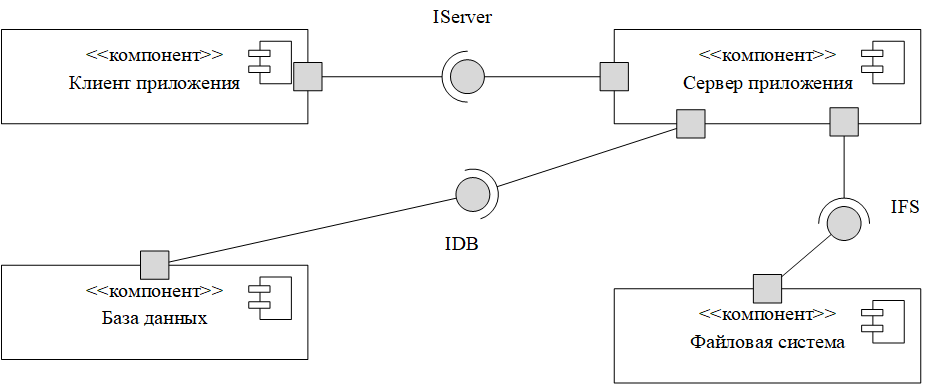 IServer
<<компонент>>
Клиент приложения
<<компонент>>
Сервер приложения
IFS
IDB
<<компонент>>
База данных
<<компонент>>
Файловая система